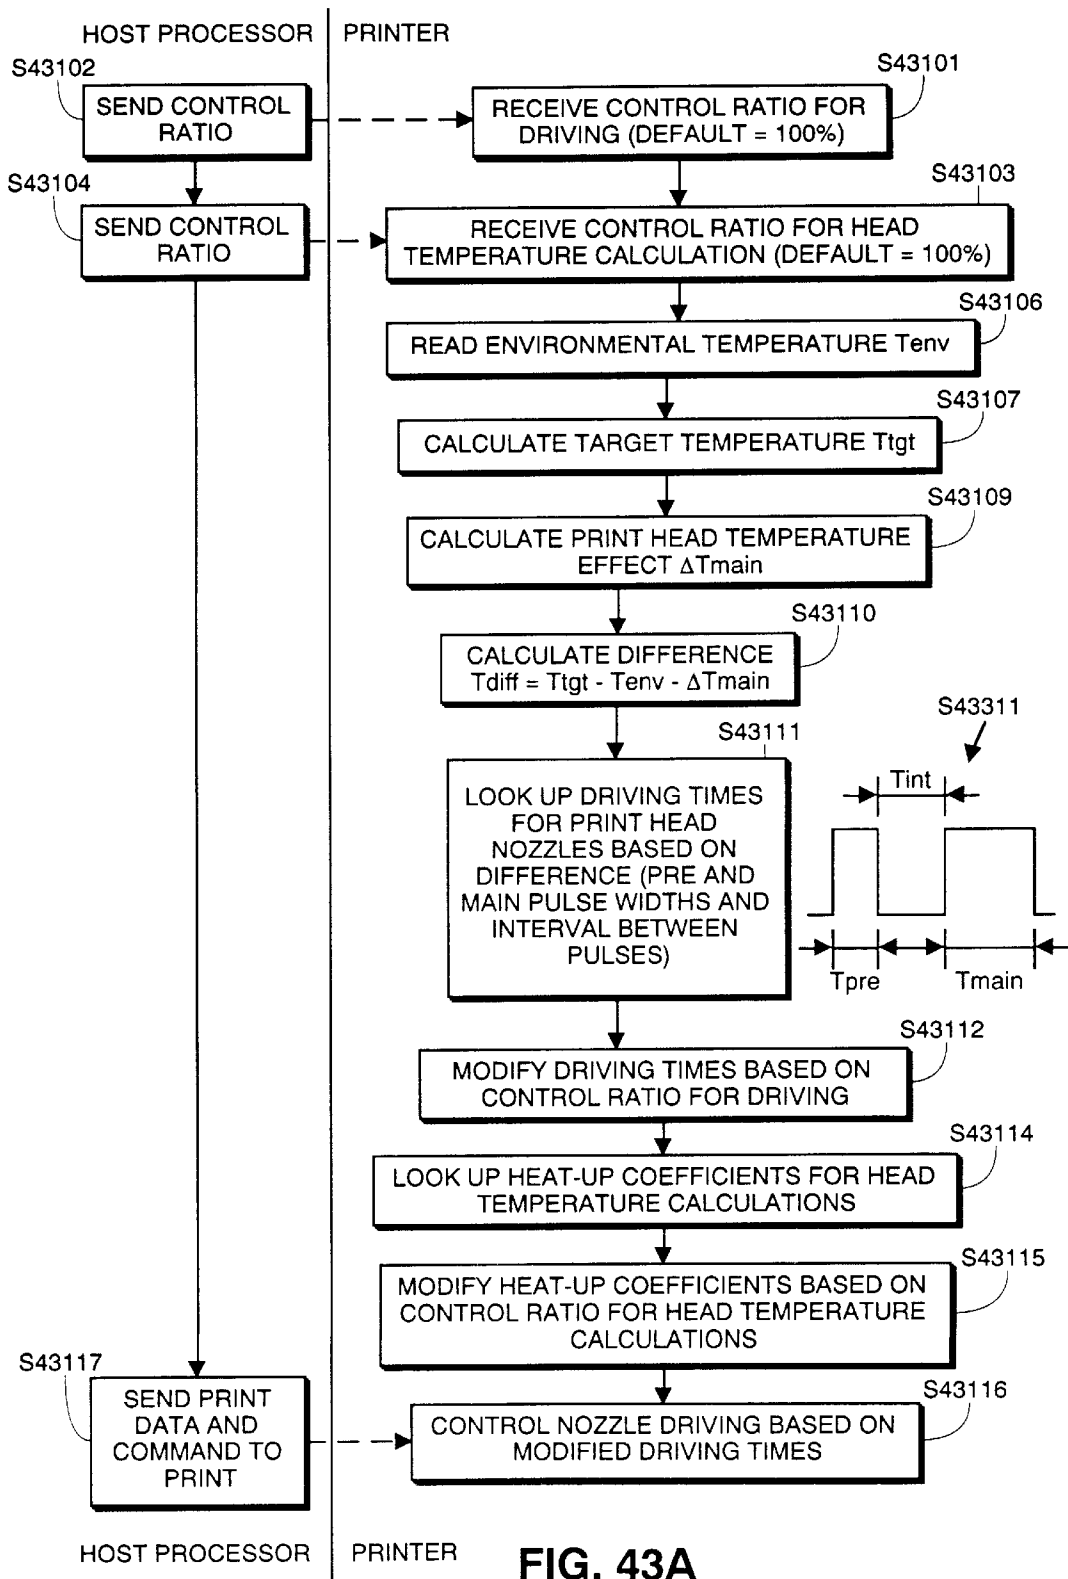 HOST PROCESSOR
PRINTER
S43102
SEND CONTROL
RATIO
S43101
RECEIVE CONTROL RATIO FOR
DRIVING (DEFAULT = 100%)
S43104
SEND CONTROL
RATIO
S43103
RECEIVE CONTROL RATIO FOR HEAD
TEMPERATURE CALCULATION (DEFAULT = 100%)
S43106
READ ENVIRONMENTAL TEMPERATURE Tenv
S43107
CALCULATE TARGET TEMPERATURE Ttgt
S43109
CALCULATE PRINT HEAD TEMPERATURE
EFFECT ΔTmain
S43110
CALCULATE DIFFERENCE
Tdiff = Ttgt - Tenv - ΔTmain
S43111
LOOK UP DRIVING TIMES
FOR PRINT HEAD
NOZZLES BASED ON
DIFFERENCE (PRE AND
MAIN PULSE WIDTHS AND
INTERVAL BETWEEN
PULSES)
S43311
Tint
Tpre
Tmain
S43112
MODIFY DRIVING TIMES BASED ON
CONTROL RATIO FOR DRIVING
S43114
LOOK UP HEAT-UP COEFFICIENTS FOR HEAD
TEMPERATURE CALCULATIONS
S43115
MODIFY HEAT-UP COEFFICIENTS BASED ON
CONTROL RATIO FOR HEAD TEMPERATURE
CALCULATIONS
S43117
SEND PRINT
DATA AND
COMMAND TO
PRINT
S43116
CONTROL NOZZLE DRIVING BASED ON
MODIFIED DRIVING TIMES
HOST PROCESSOR
PRINTER
FIG. 43A